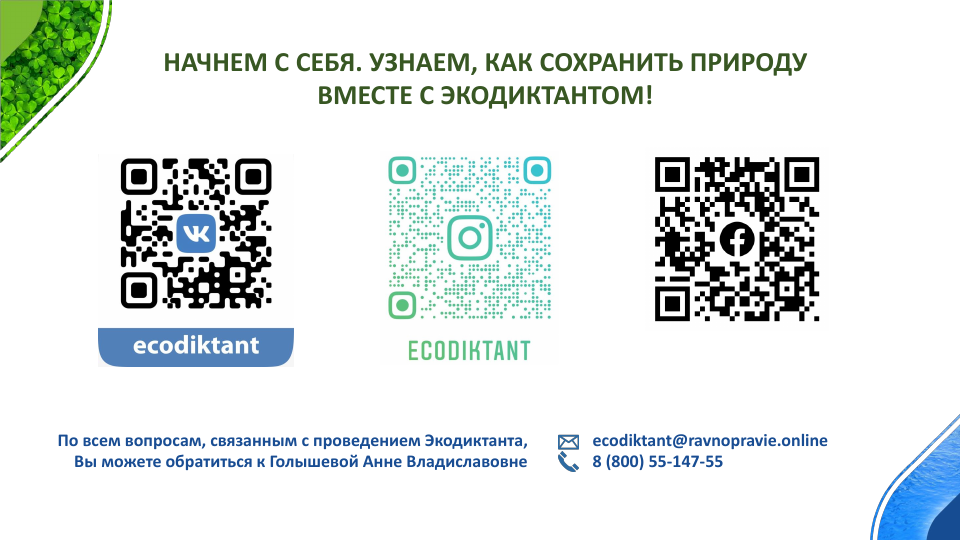 НАЧНЕМ С СЕБЯ. УЗНАЕМ, КАК СОХРАНИТЬ ПРИРОДУ
ВМЕСТЕ С ЭКОДИКТАНТОМ!
ecodiktant
ECODIKTANT
По всем вопросам, связанным с проведением Экодиктанта,
Вы можете обратиться к Голышевой Анне Владиславовне
ecodiktant@ravnopravie.online
8 (800) 55-147-55